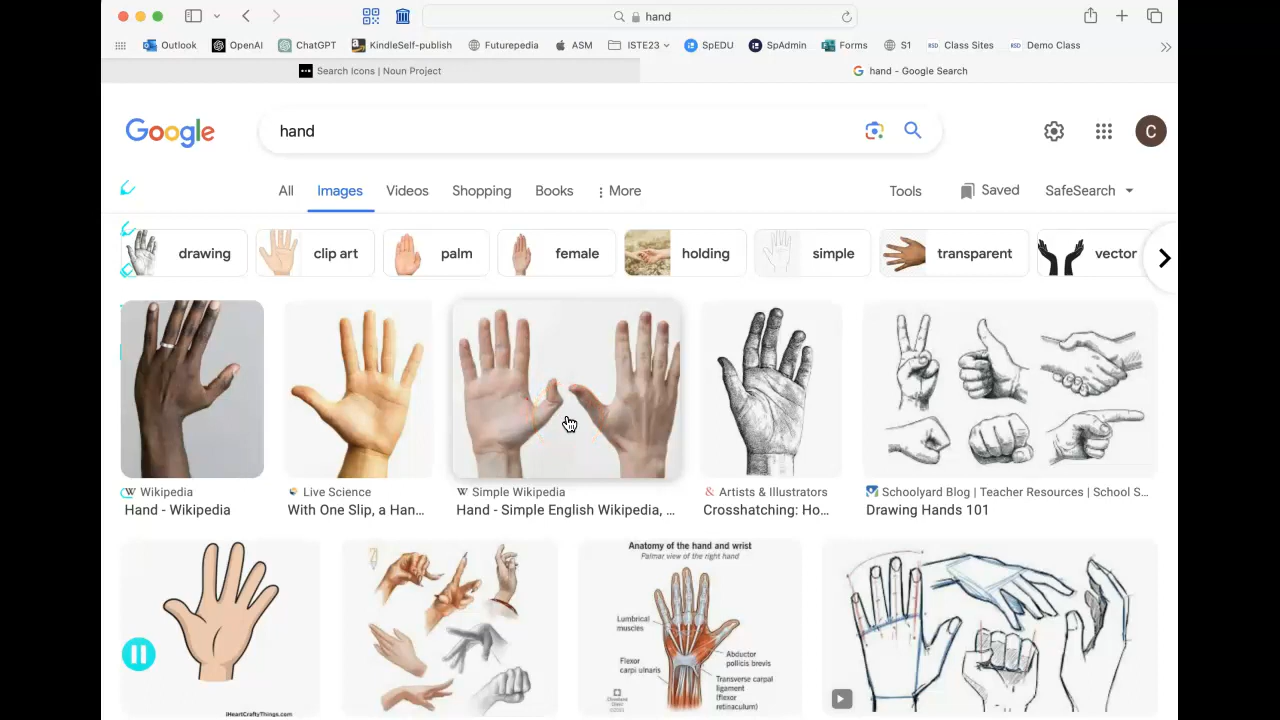 hand
Outlook
OpenAI
ChatGPT
KindleSelf-publish
Futurepedia
ASM
ISTE23
SpEDU
SpAdmin
Forms
S1
RSD Class Sites
RSD Demo Class
Search Icons | Noun Project
hand - Google Search
Google
hand
C
All
Images
Videos
Shopping
Books
More
Tools
Saved
SafeSearch
drawing
clip art
palm
female
holding
simple
transparent
vector
W Wikipedia
Hand - Wikipedia
Live Science
With One Slip, a Han...
W Simple Wikipedia
Hand - Simple English Wikipedia, ...
& Artists & Illustrators
Crosshatching: Ho...
Schoolyard Blog | Teacher Resources | School S...
Drawing Hands 101
iHeartCraftyThings.com
Anatomy of the hand and wrist
Palmar view of the right hand
Lumbrical
muscles
Flexor
carpi ulnaris
Abductor
pollicis brevis
Transverse carpal
ligament
(flexor
retinaculum)